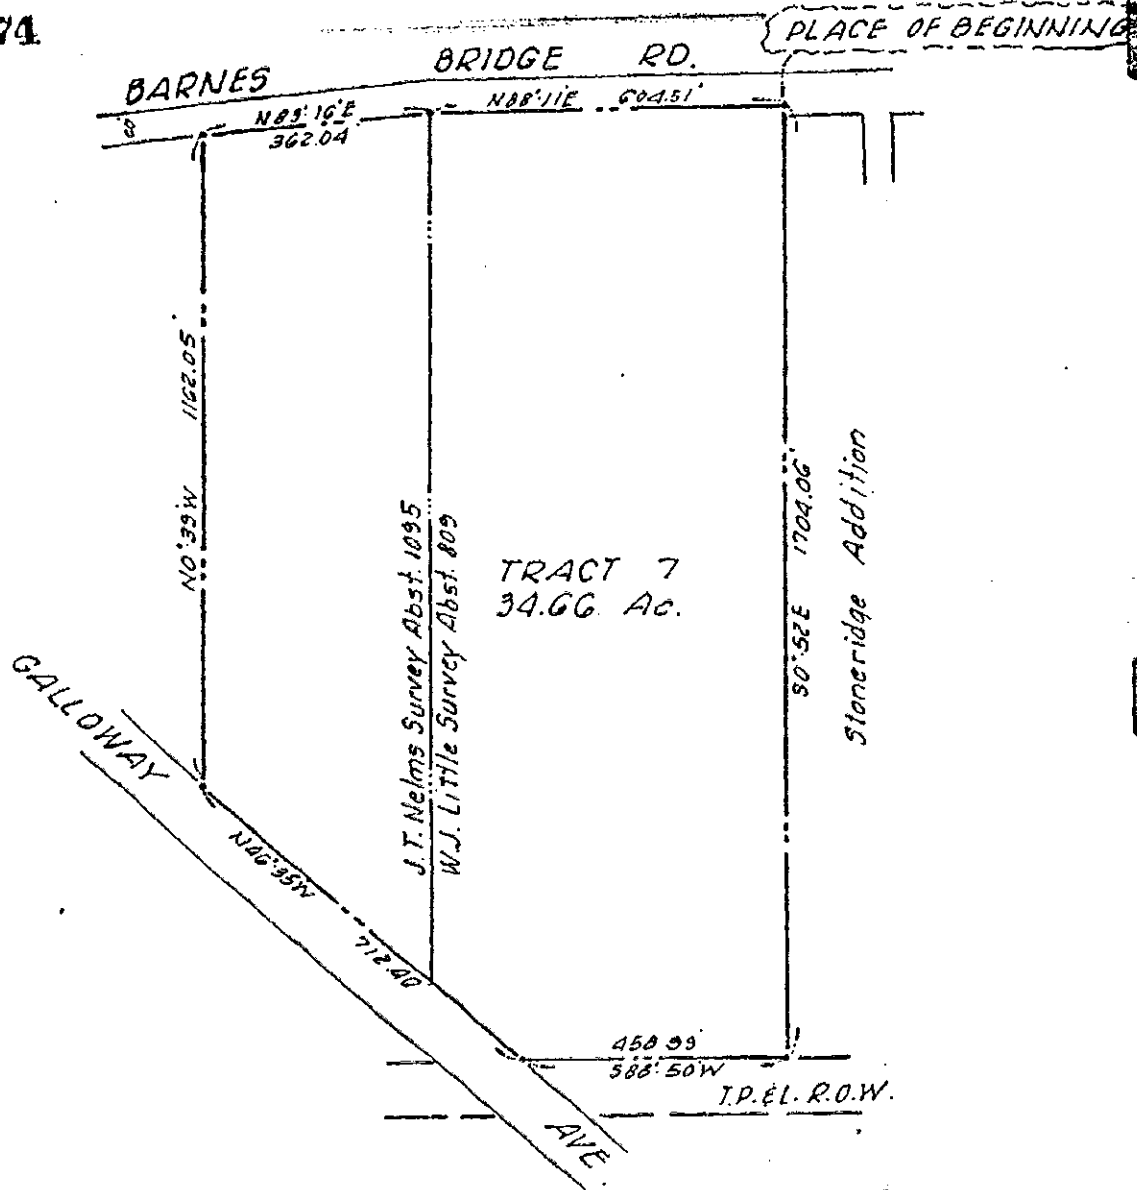 74
PLACE OF BEGINNING
BARNES BRIDGE RD.
N89°16'E
362.04
N88°11'E 604.51'
80
N0°39'W 1162.05'
J.T. Nelms Survey Abst. 1095
W.J. Little Survey Abst. 809
TRACT 7
34.66 Ac.
S0°52'E 1704.06'
Stoneridge Addition
GALLOWAY AVE.
N46°35'W 712.40
458.99'
S88°50'W
T.P.&L. R.O.W.